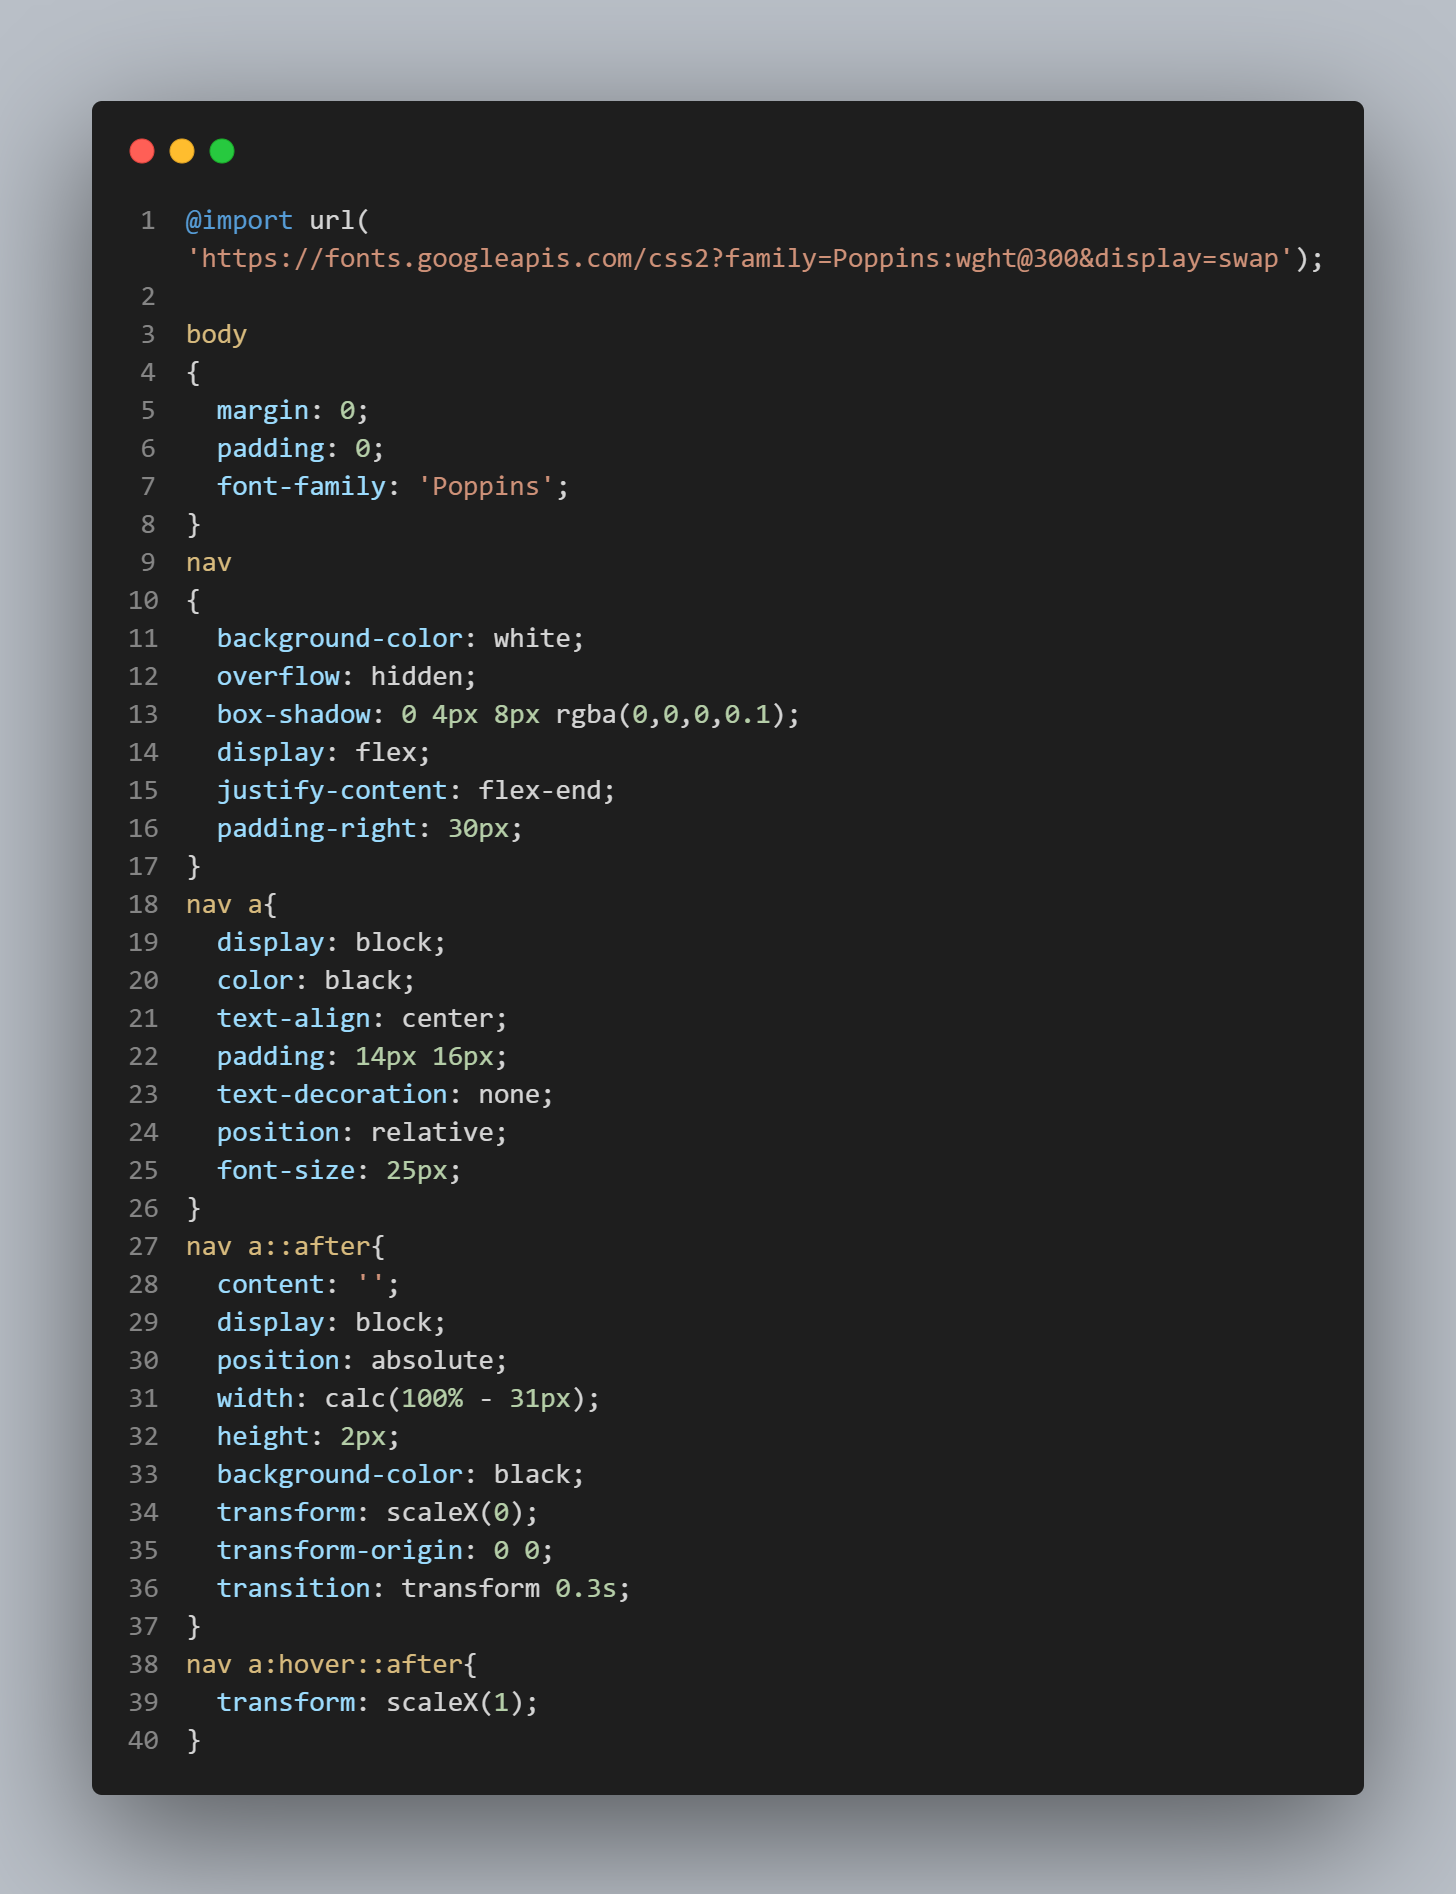 1 @import url(
'https://fonts.googleapis.com/css2?family=Poppins:wght@300&display=swap');
2
3 body
4 {
5   margin: 0;
6   padding: 0;
7   font-family: 'Poppins';
8 }
9 nav
10 {
11   background-color: white;
12   overflow: hidden;
13   box-shadow: 0 4px 8px rgba(0,0,0,0.1);
14   display: flex;
15   justify-content: flex-end;
16   padding-right: 30px;
17 }
18 nav a{
19   display: block;
20   color: black;
21   text-align: center;
22   padding: 14px 16px;
23   text-decoration: none;
24   position: relative;
25   font-size: 25px;
26 }
27 nav a::after{
28   content: '';
29   display: block;
30   position: absolute;
31   width: calc(100% - 31px);
32   height: 2px;
33   background-color: black;
34   transform: scaleX(0);
35   transform-origin: 0 0;
36   transition: transform 0.3s;
37 }
38 nav a:hover::after{
39   transform: scaleX(1);
40 }